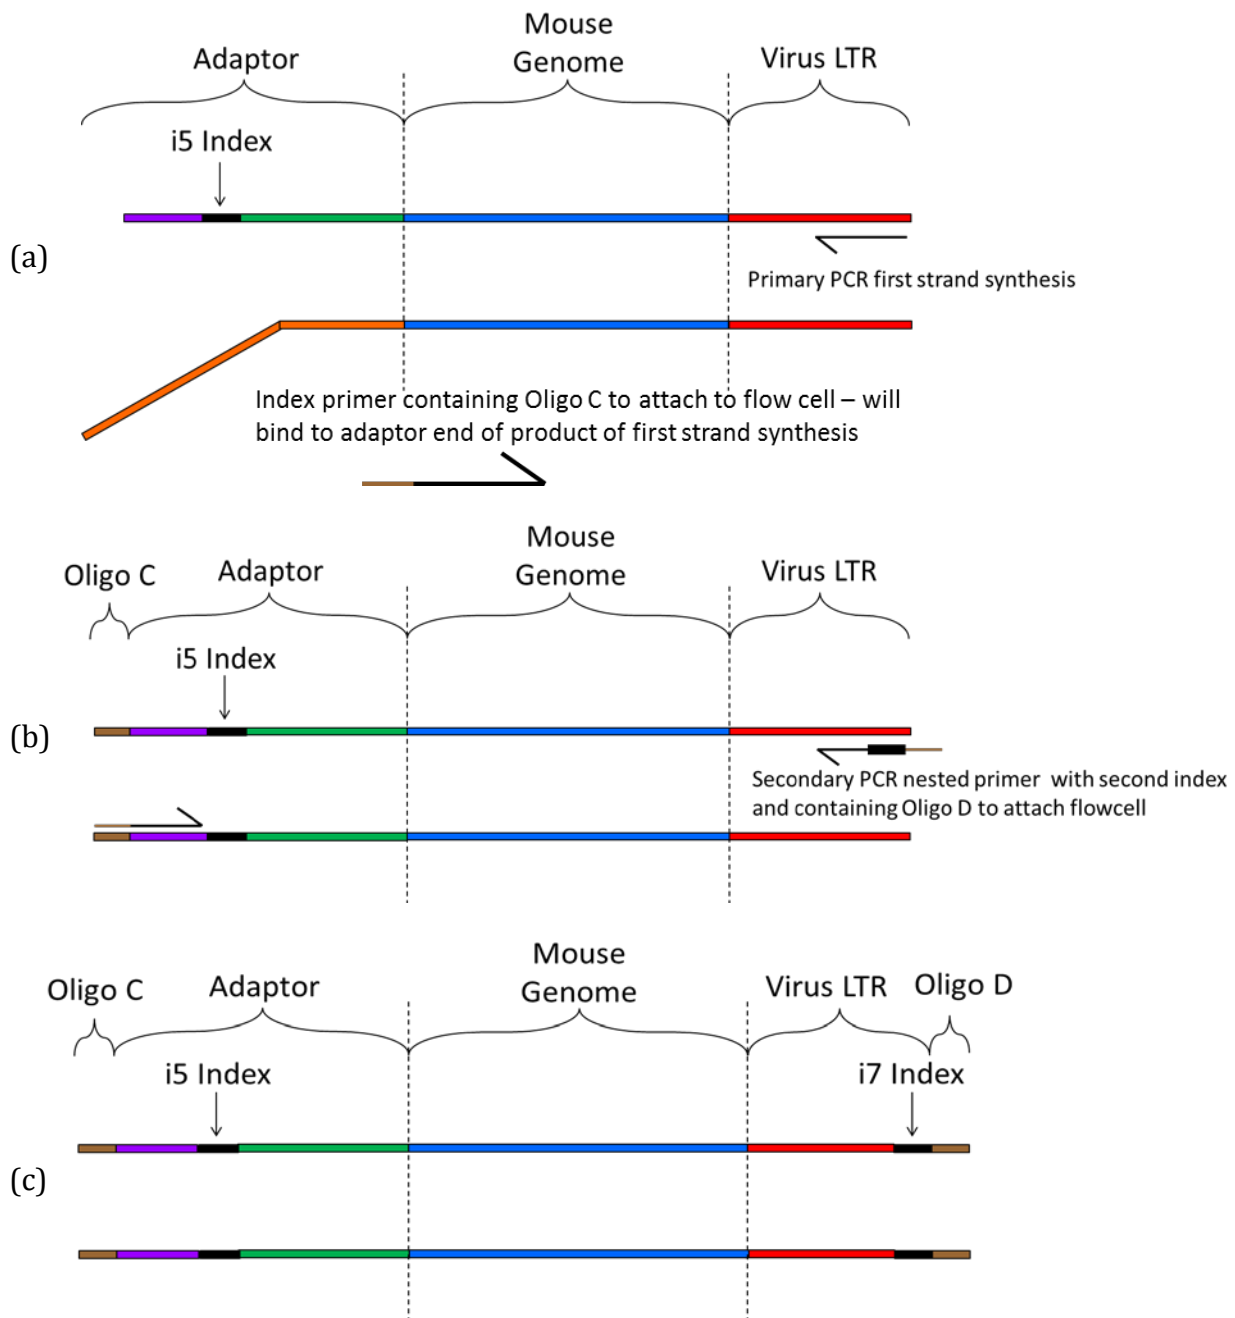 Mouse
Adaptor Genome Virus LTR
i5 Index
(a)
Primary PCR first strand synthesis
Index primer containing Oligo C to attach to flow cell – will
bind to adaptor end of product of first strand synthesis
Mouse
Oligo C Adaptor Genome Virus LTR
i5 Index
(b)
Secondary PCR nested primer with second index
and containing Oligo D to attach flowcell
Mouse
Oligo C Adaptor Genome Virus LTR Oligo D
i5 Index i7 Index
(c)